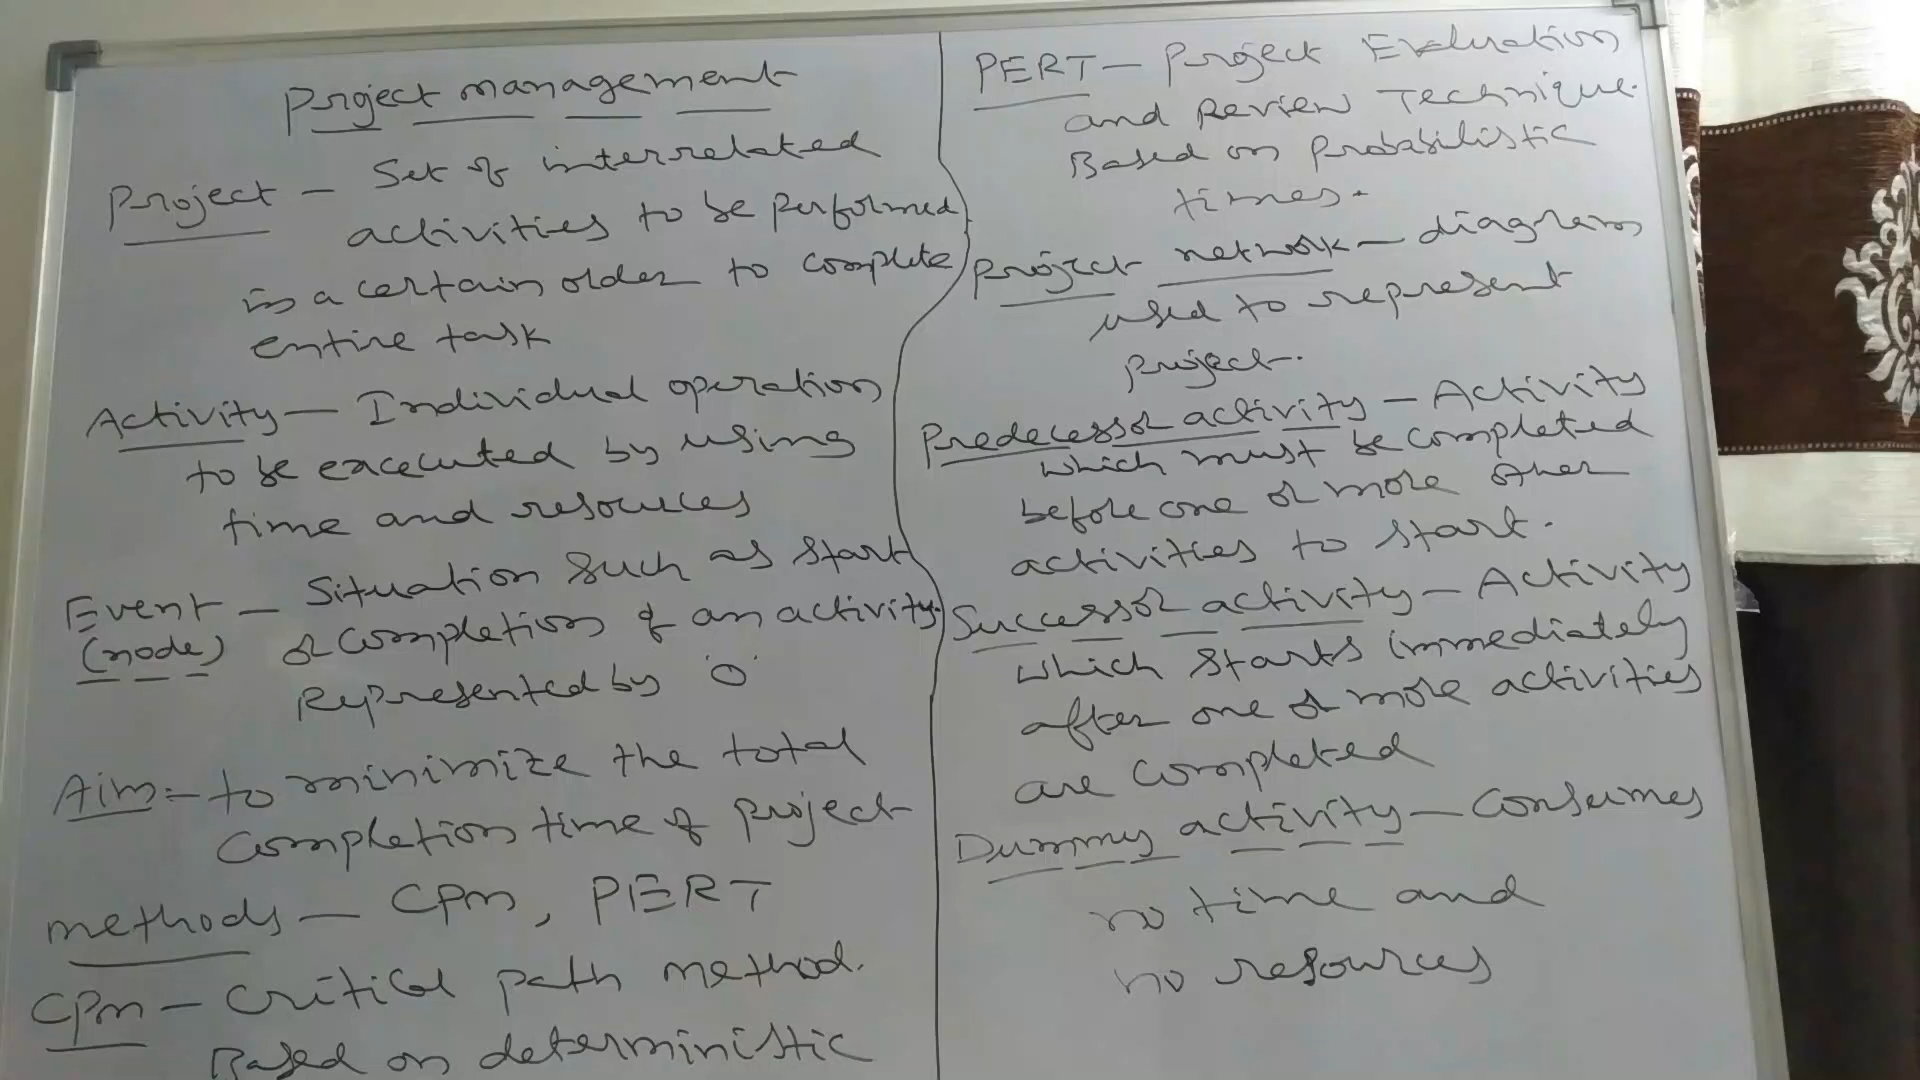 Project management
Project - Set of interrelated
activities to be performed
in a certain order to complete
entire task
Activity - Individual operation
to be excecuted by using
time and resources
Event - Situation such as start
(node) or completion of an activity.
Represented by 'O'
Aim - to minimize the total
completion time of project
methods - CPM, PERT
CPM - Critical path method.
Based on deterministic
PERT - Project Evaluation
and Review Technique.
Based on Probabilistic
times.
Project network - diagram
used to represent
project.
Predecessor activity - Activity
which must be completed
before one or more other
activities to start.
Successor activity - Activity
which starts immediately
after one or more activities
are completed
Dummy activity - Consumes
no time and
no resources